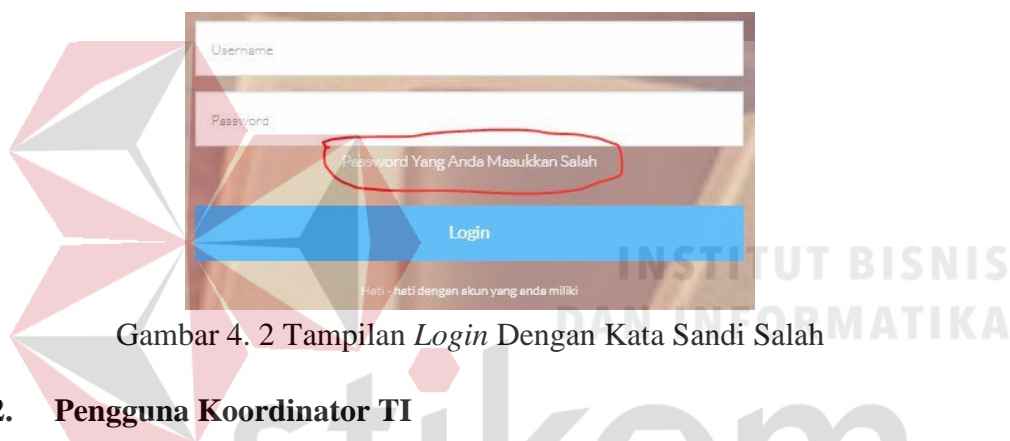 Username
Password
Password Yang Anda Masukkan Salah
Login
Hati - hati dengan akun yang anda miliki
INSTITUT BISNIS
DAN INFORMATIKA
Gambar 4. 2 Tampilan Login Dengan Kata Sandi Salah
2. Pengguna Koordinator TI
stikom